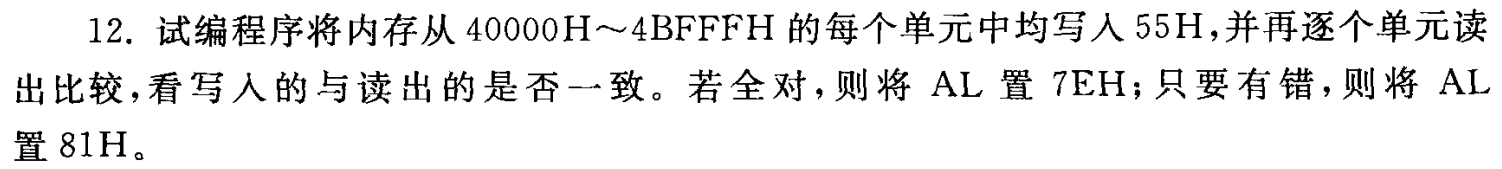 12. 试编程序将内存从 40000H～4BFFFH 的每个单元中均写入 55H,并再逐个单元读
出比较,看写入的与读出的是否一致。若全对,则将 AL 置 7EH;只要有错,则将 AL
置 81H。